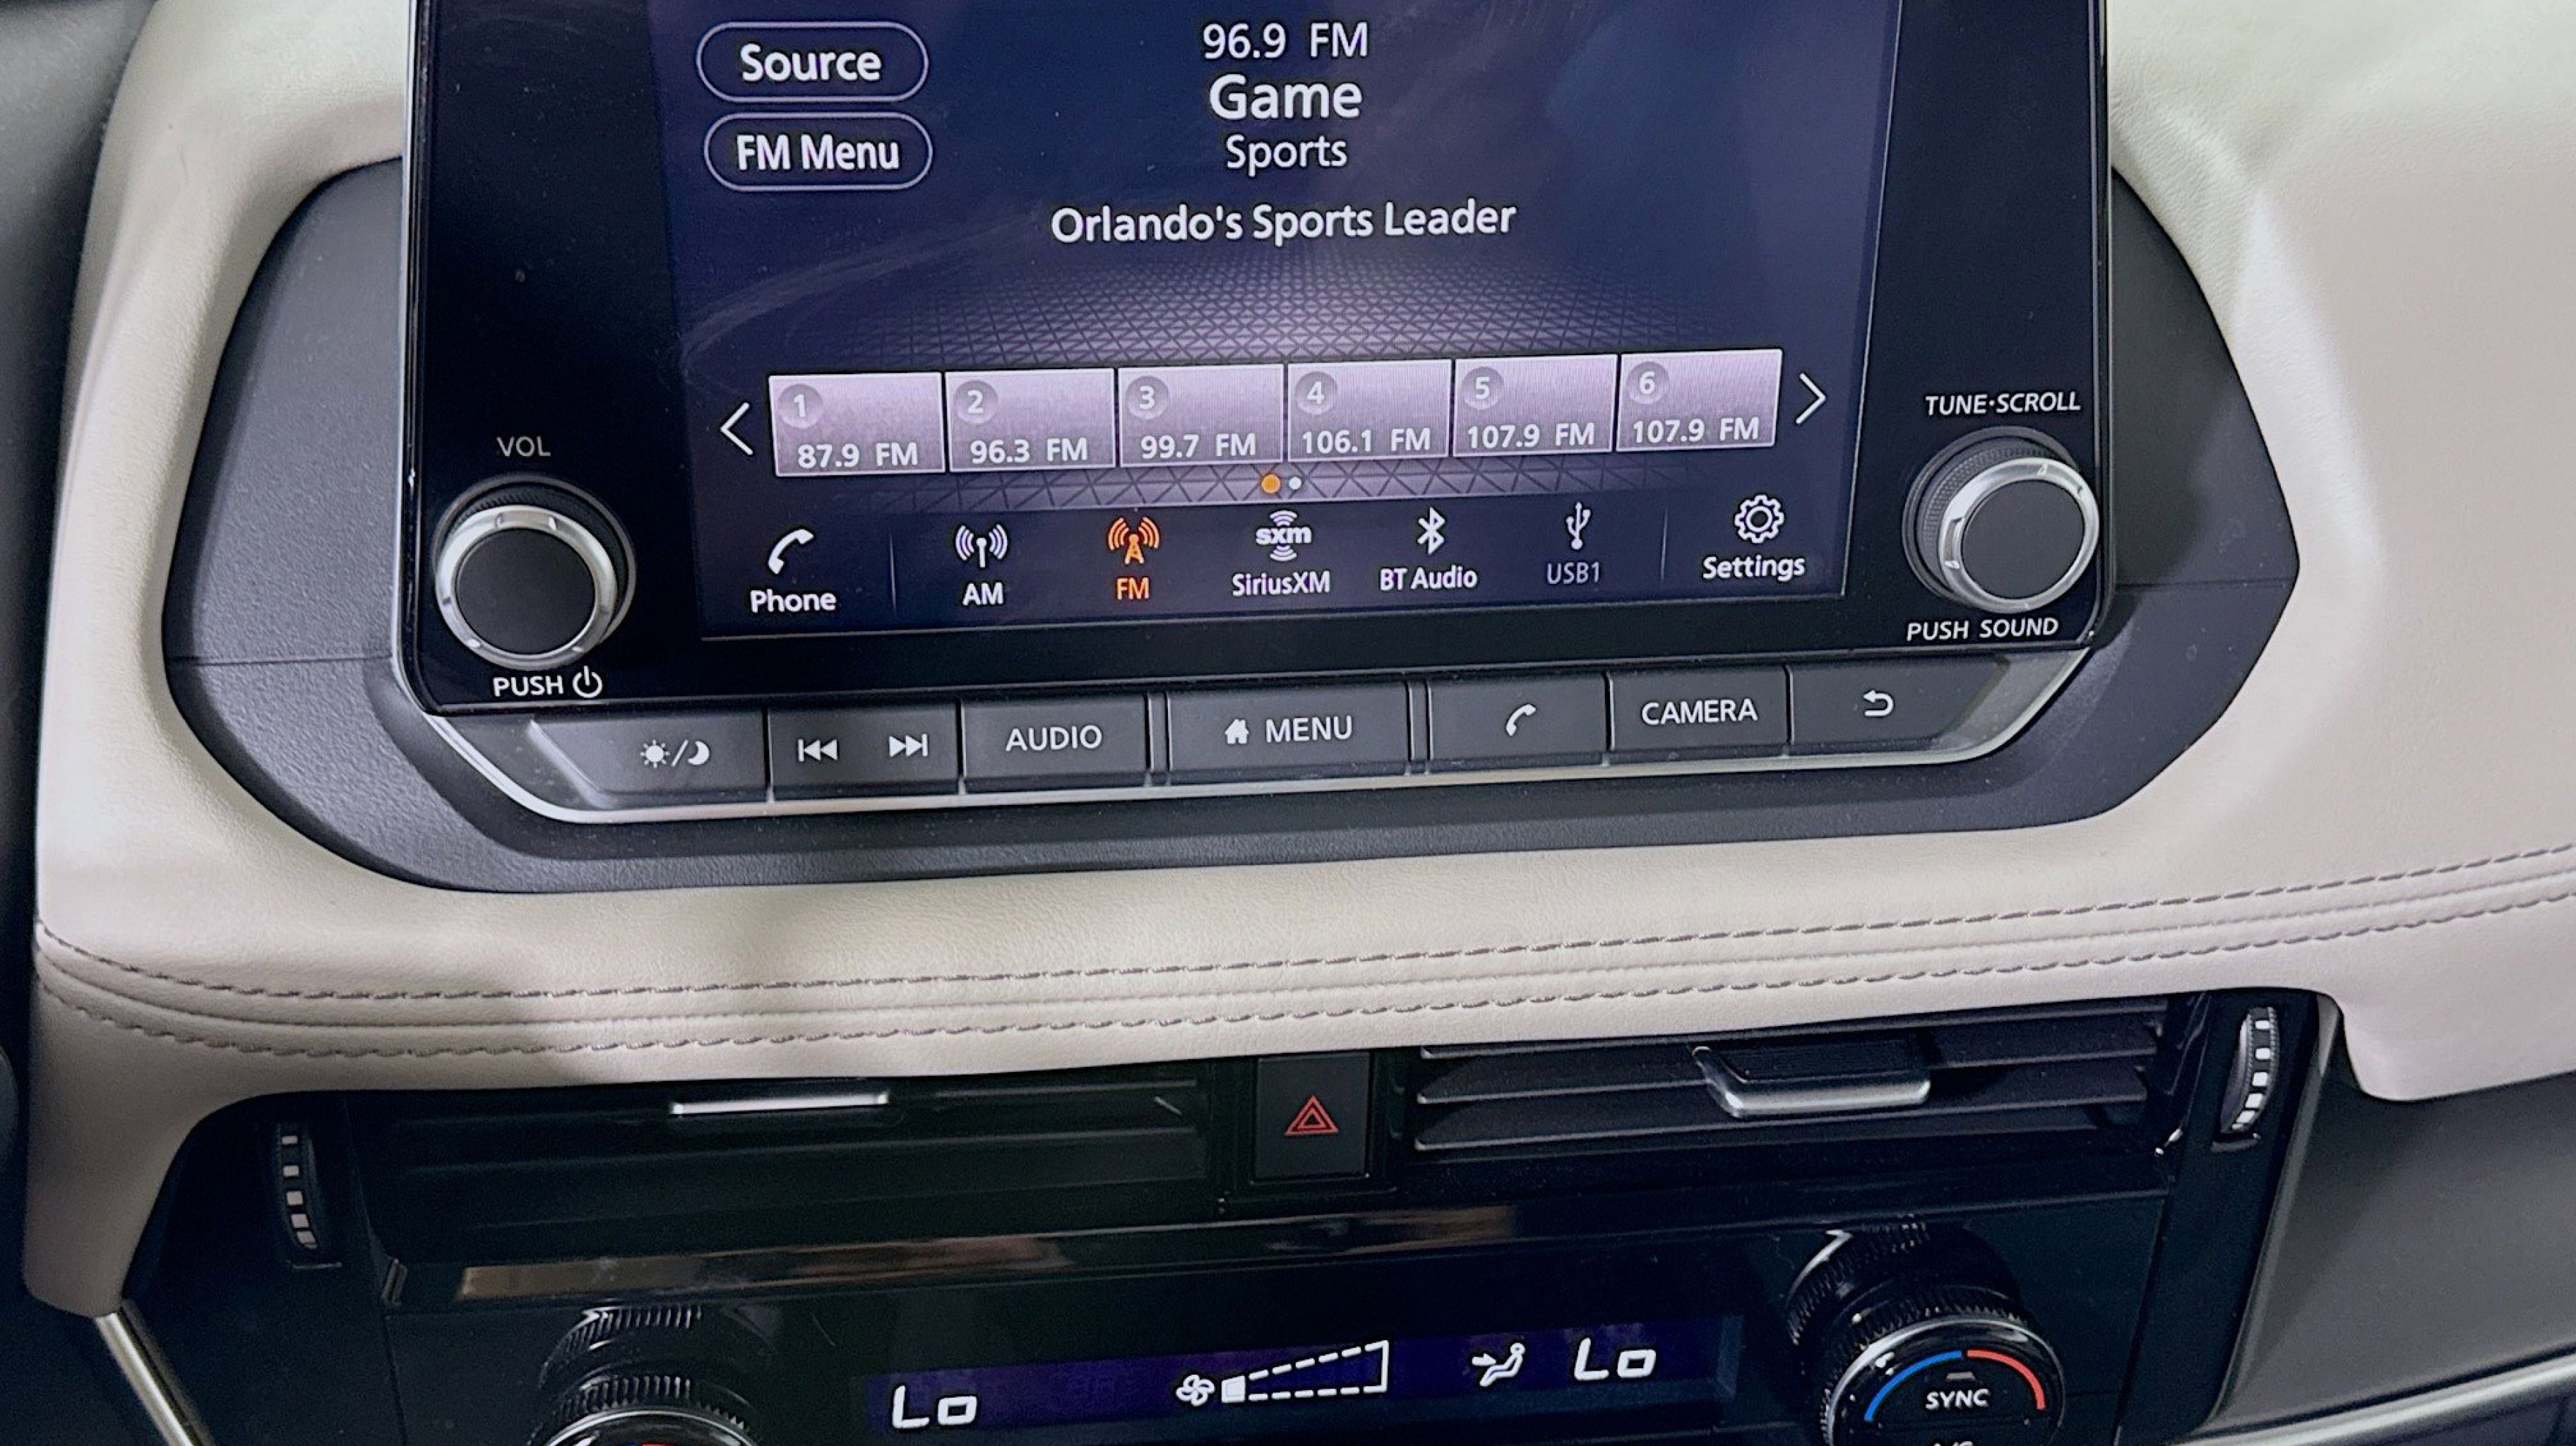 Source
96.9 FM
Game
FM Menu
Sports
Orlando's Sports Leader
1 2 3 4 5 6
87.9 FM 96.3 FM 99.7 FM 106.1 FM 107.9 FM 107.9 FM
VOL
TUNE·SCROLL
sxm
Phone AM FM SiriusXM BT Audio USB1 Settings
PUSH
PUSH SOUND
AUDIO
MENU
CAMERA
Lo
Lo
SYNC